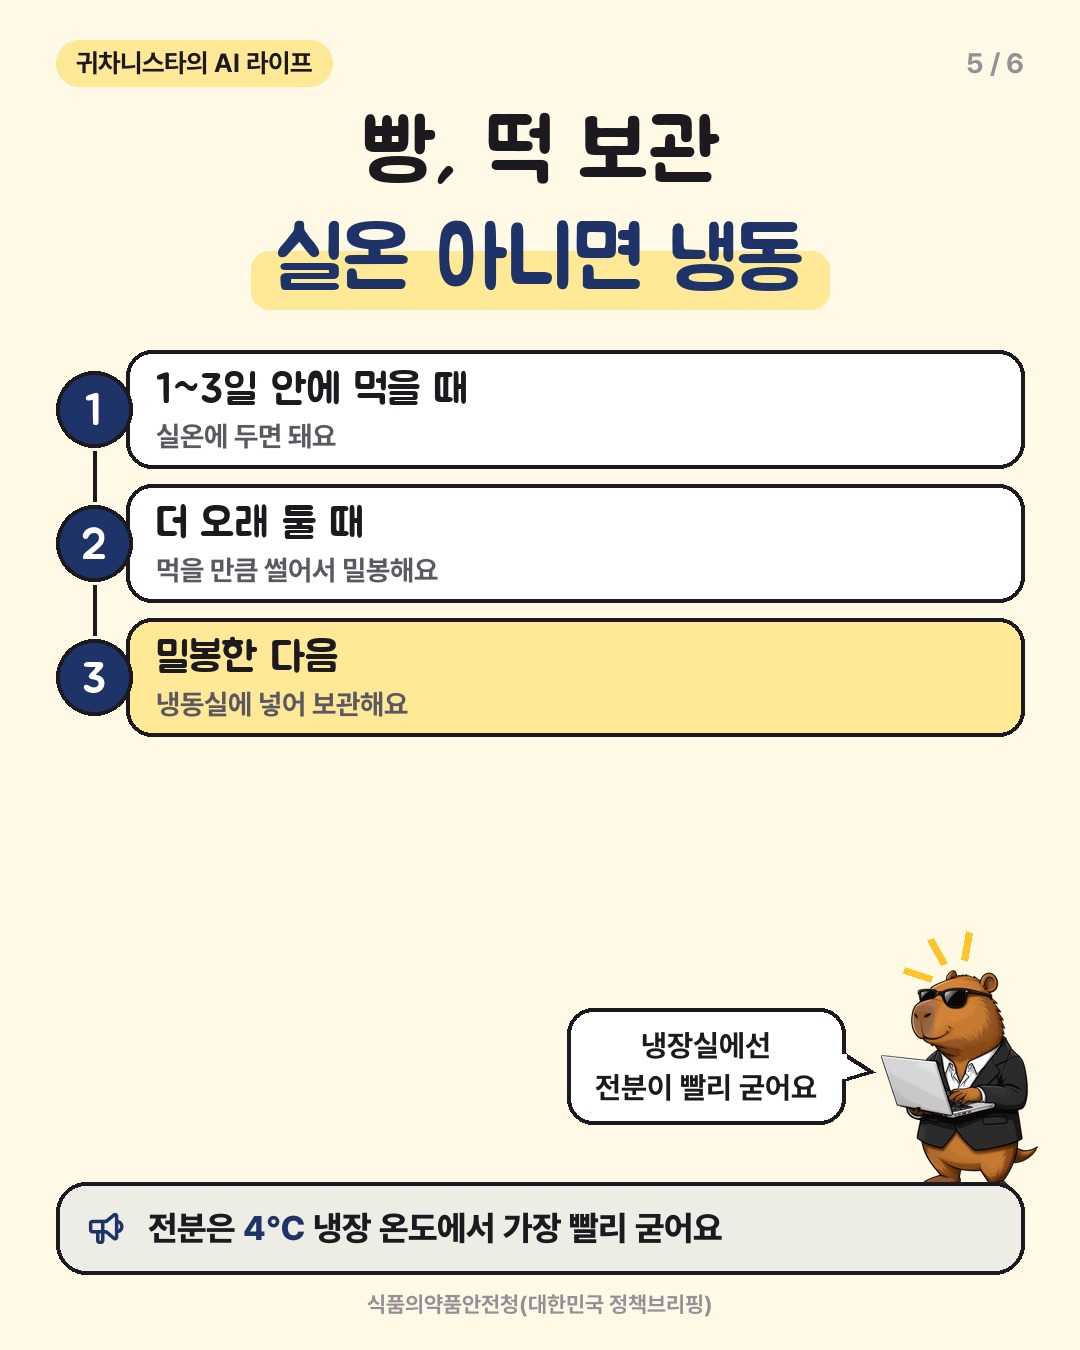 귀차니스타의 AI 라이프
5 / 6
빵, 떡 보관
실온 아니면 냉동
1
1~3일 안에 먹을 때
실온에 두면 돼요
2
더 오래 둘 때
먹을 만큼 썰어서 밀봉해요
3
밀봉한 다음
냉동실에 넣어 보관해요
냉장실에선
전분이 빨리 굳어요
전분은 4°C 냉장 온도에서 가장 빨리 굳어요
식품의약품안전청(대한민국 정책브리핑)